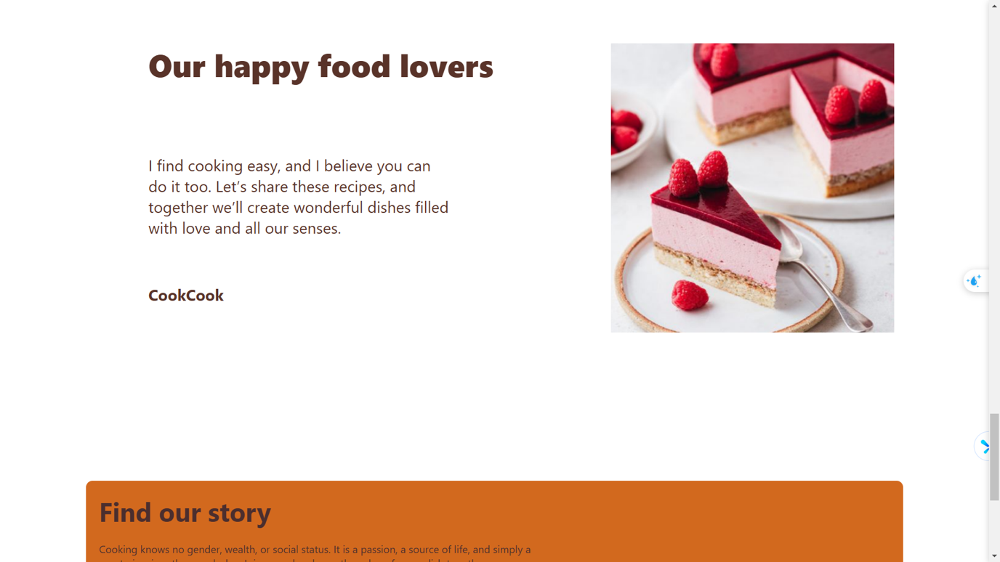 Our happy food lovers
I find cooking easy, and I believe you can
do it too. Let’s share these recipes, and
together we’ll create wonderful dishes filled
with love and all our senses.
CookCook
Find our story
Cooking knows no gender, wealth, or social status. It is a passion, a source of life, and simply a